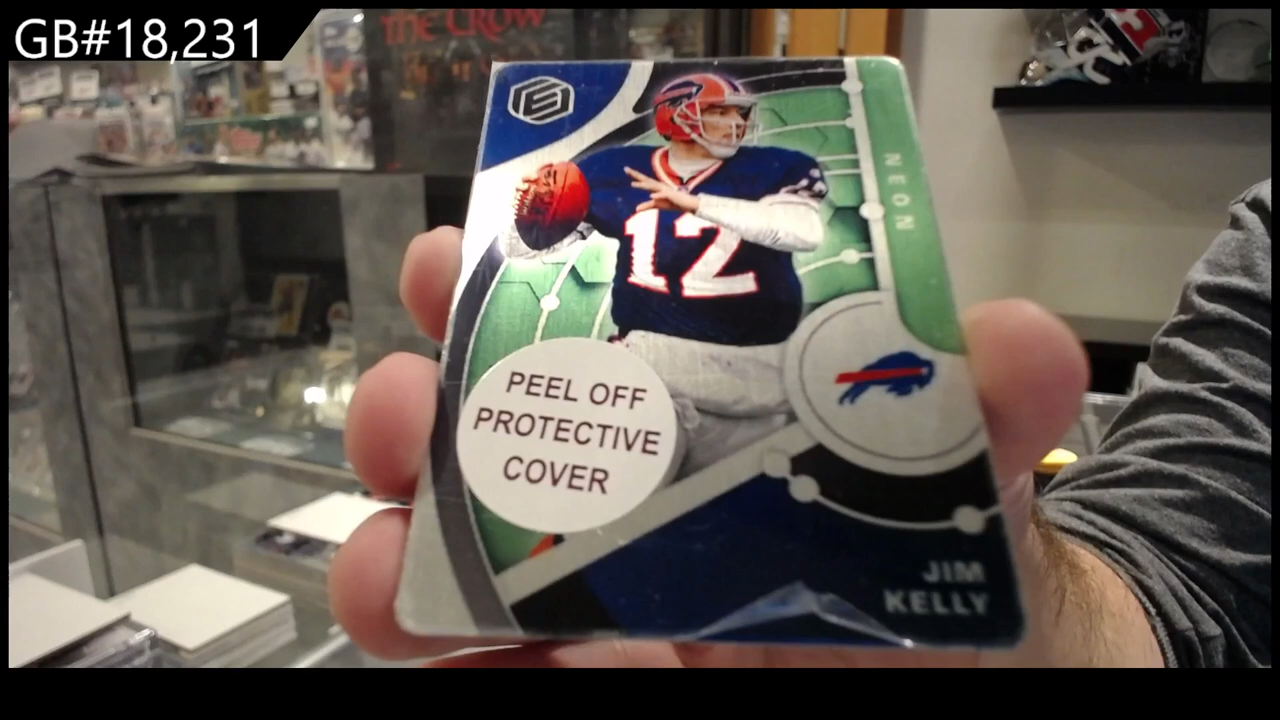 GB#18,231
THE CROW
NEON
12
PEEL OFF
PROTECTIVE
COVER
JIM
KELLY